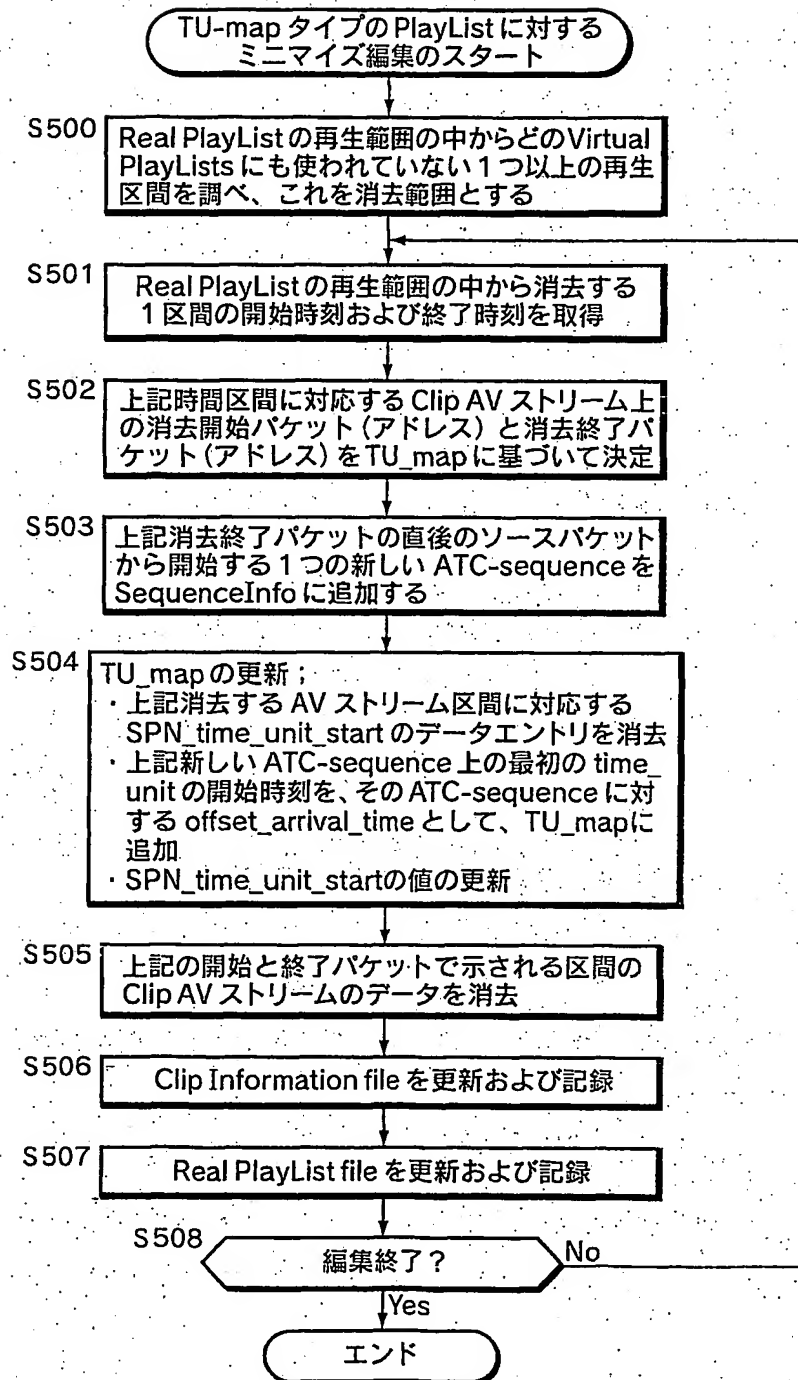 TU-map タイプの PlayList に対する
ミニマイズ編集のスタート
S500
Real PlayList の再生範囲の中からどの Virtual
PlayLists にも使われていない 1 つ以上の再生
区間を調べ、これを消去範囲とする
S501
Real PlayList の再生範囲の中から消去する
1 区間の開始時刻および終了時刻を取得
S502
上記時間区間に対応する Clip AV ストリーム上
の消去開始パケット (アドレス) と消去終了パ
ケット (アドレス) を TU_map に基づいて決定
S503
上記消去終了パケットの直後のソースパケット
から開始する 1 つの新しい ATC-sequence を
SequenceInfo に追加する
S504
TU_map の更新 ;
・上記消去する AV ストリーム区間に対応する
SPN_time_unit_start のデータエントリを消去
・上記新しい ATC-sequence 上の最初の time_
unit の開始時刻を、その ATC-sequence に対
する offset_arrival_time として、TU_map に
追加
・SPN_time_unit_start の値の更新
S505
上記の開始と終了パケットで示される区間の
Clip AV ストリームのデータを消去
S506
Clip Information file を更新および記録
S507
Real PlayList file を更新および記録
S508
編集終了 ?
No
Yes
エンド